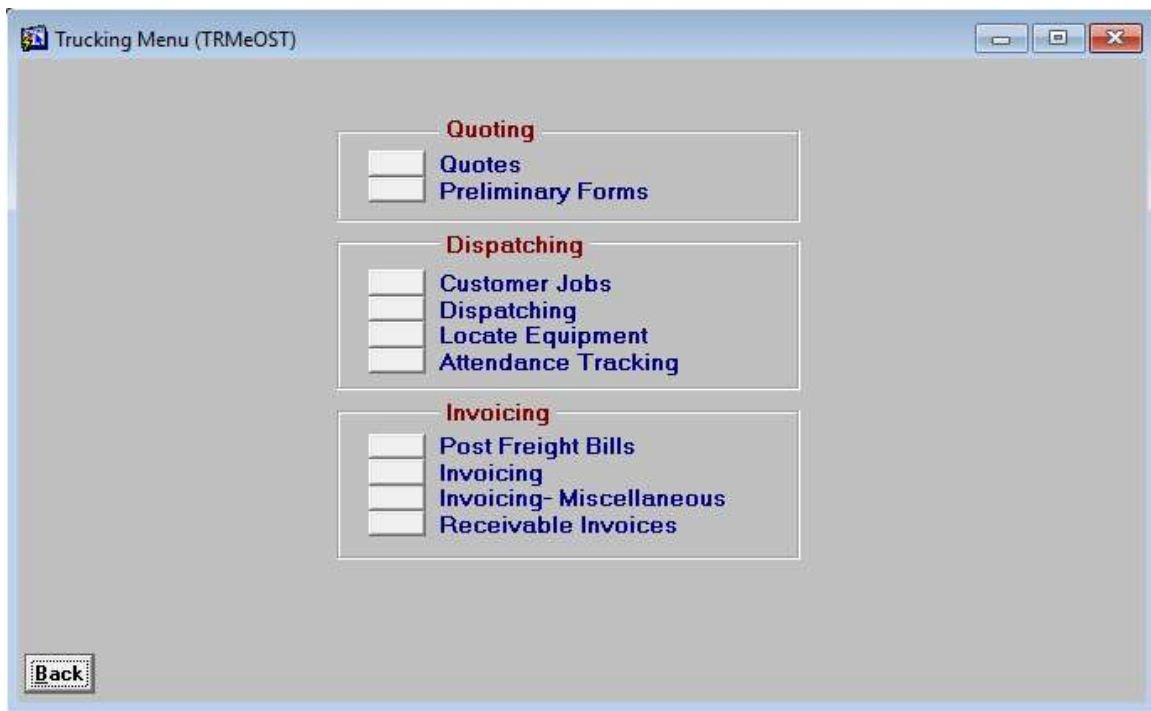 Trucking Menu (TRMeOST)
Quoting
Quotes
Preliminary Forms
Dispatching
Customer Jobs
Dispatching
Locate Equipment
Attendance Tracking
Invoicing
Post Freight Bills
Invoicing
Invoicing- Miscellaneous
Receivable Invoices
Back